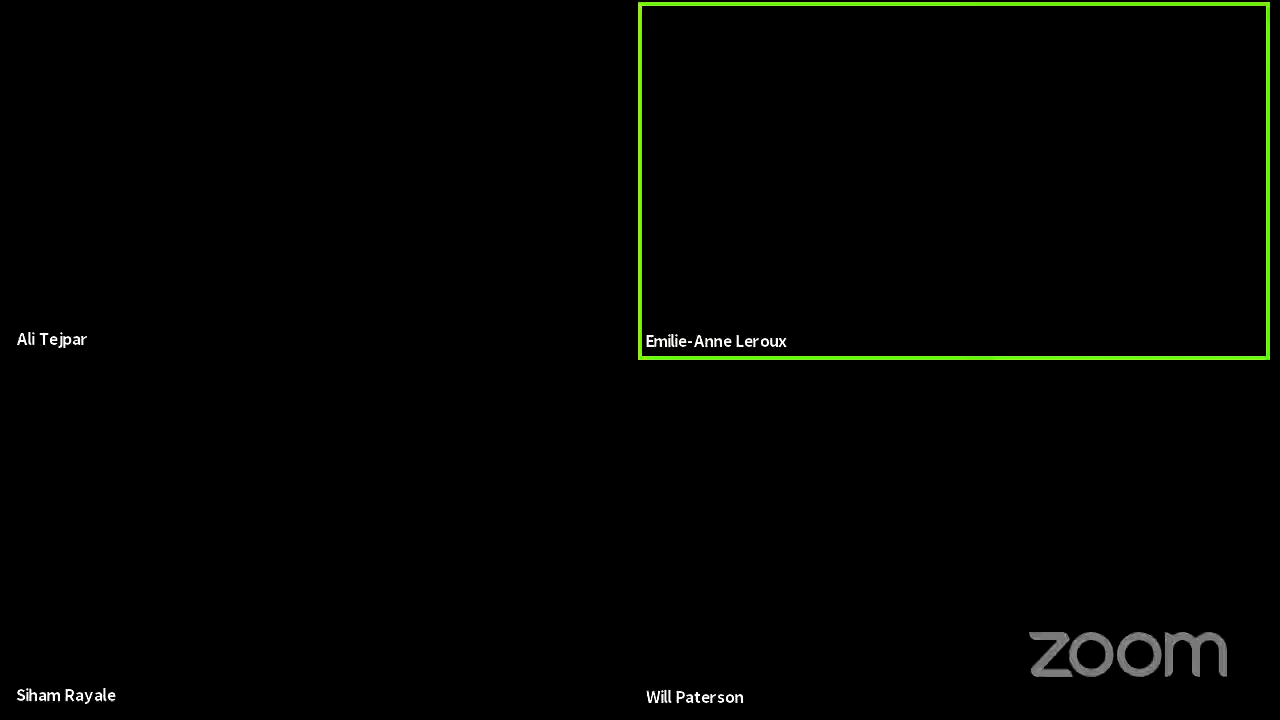 Ali Tejpar
Emilie-Anne Leroux
Siham Rayale
Will Paterson
zoom